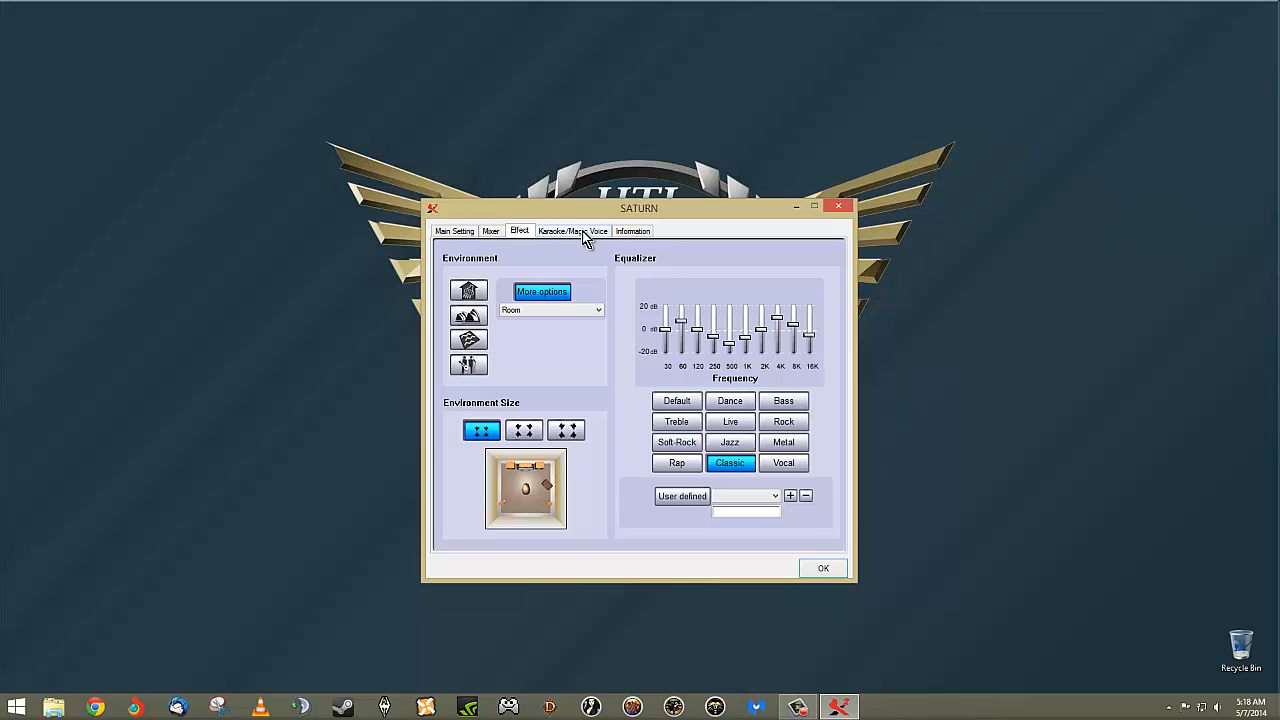 UTI
SATURN
Main Setting Mixer Effect Karaoke/Magic Voice Information
Environment
More options
Room
Environment Size
Equalizer
20 dB
0 dB
-20dB
30 60 120 250 500 1K 2K 4K 8K 16K
Frequency
Default Dance Bass
Treble Live Rock
Soft-Rock Jazz Metal
Rap Classic Vocal
User defined
OK
Recycle Bin
5:18 AM
5/7/2014